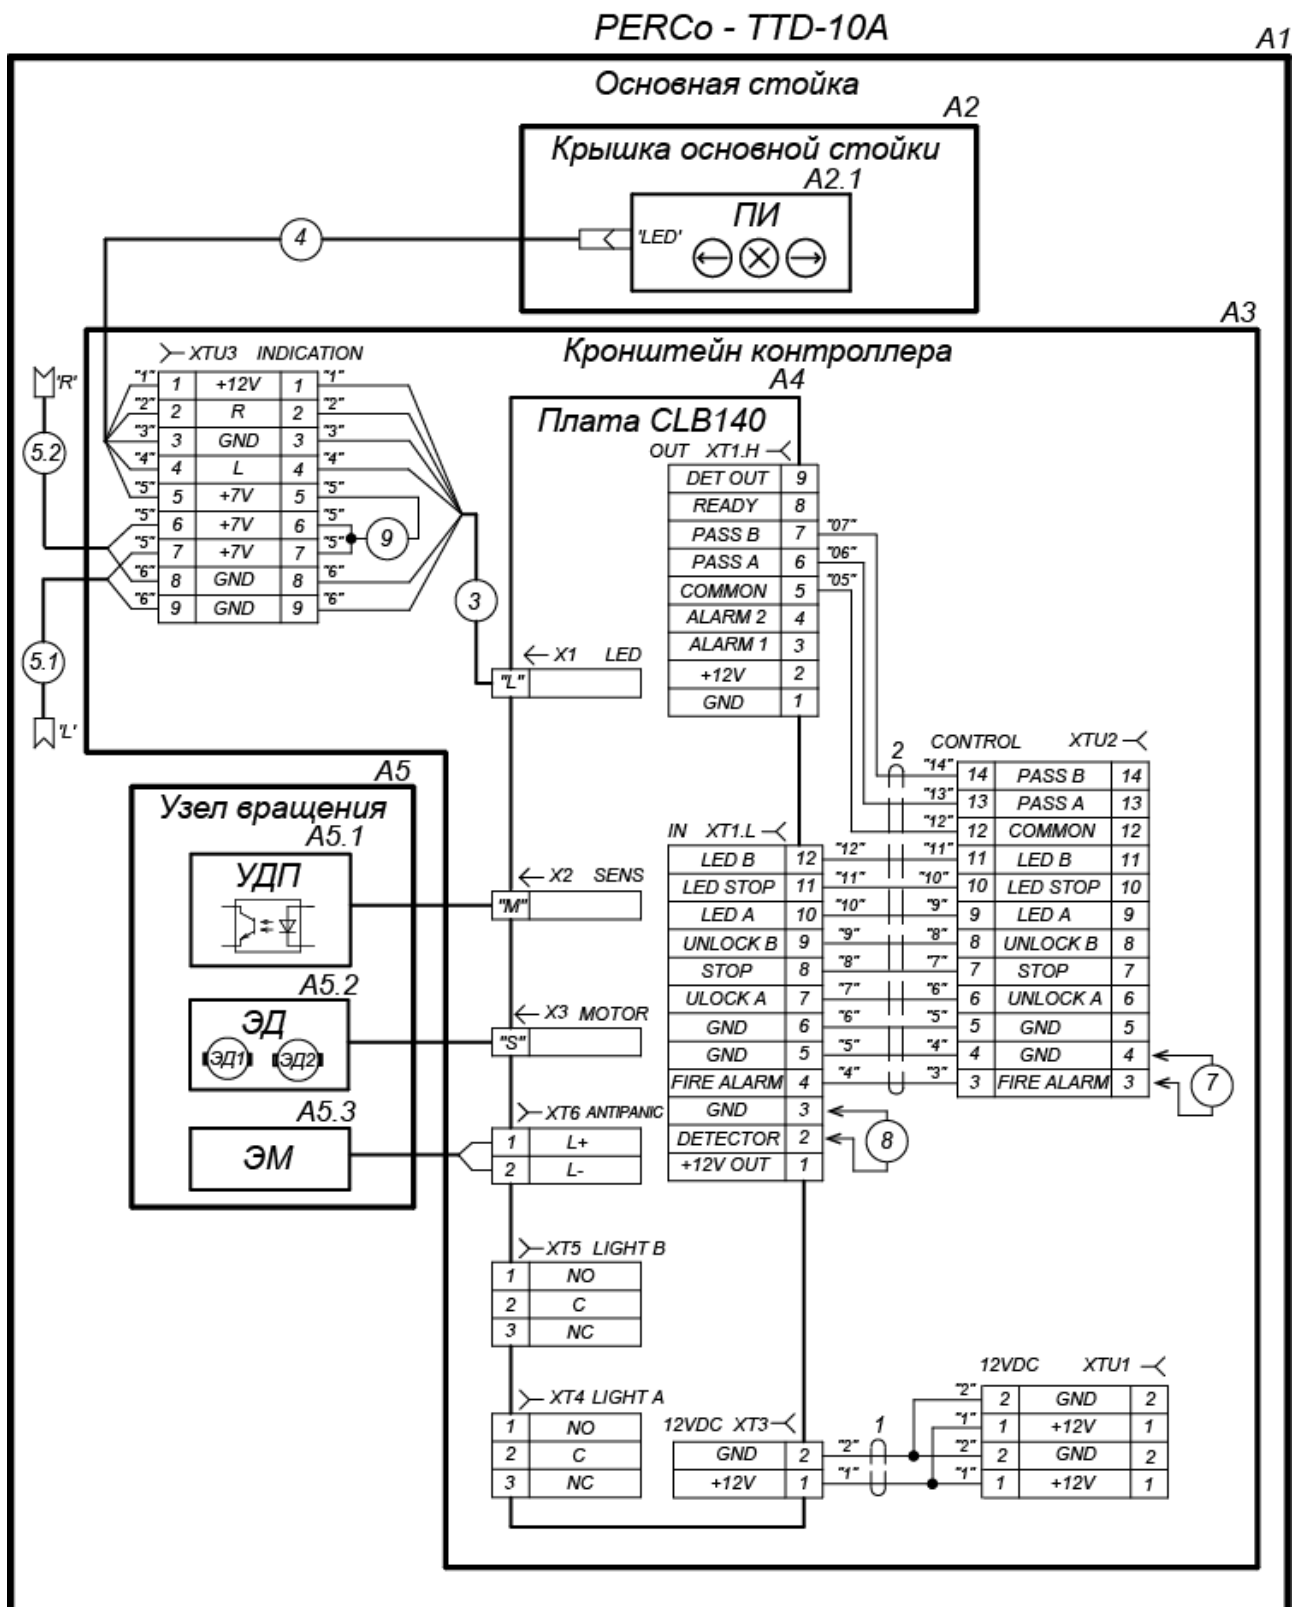 PERCo - TTD-10A
A1
Основная стойка
A2
Крышка основной стойки
A2.1
ПИ
'LED'
4
A3
Кронштейн контроллера
XTU3 INDICATION
'R'
5.2
"1" 1 +12V 1 "1"
"2" 2 R 2 "2"
"3" 3 GND 3 "3"
"4" 4 L 4 "4"
"5" 5 +7V 5 "5"
"5" 6 +7V 6 "5"
"5" 7 +7V 7 "5"
"6" 8 GND 8 "6"
"6" 9 GND 9 "6"
9
3
5.1
'L'
A4
Плата CLB140
OUT XT1.H
DET OUT 9
READY 8
PASS B 7 "07"
PASS A 6 "06"
COMMON 5 "05"
ALARM 2 4
ALARM 1 3
+12V 2
GND 1
X1 LED
"L"
2
CONTROL XTU2
"14" 14 PASS B 14
"13" 13 PASS A 13
"12" 12 COMMON 12
"11" 11 LED B 11
"10" 10 LED STOP 10
"9" 9 LED A 9
"8" 8 UNLOCK B 8
"7" 7 STOP 7
"6" 6 UNLOCK A 6
"5" 5 GND 5
"4" 4 GND 4
"3" 3 FIRE ALARM 3
7
IN XT1.L
LED B 12 "12"
LED STOP 11 "11"
LED A 10 "10"
UNLOCK B 9 "9"
STOP 8 "8"
ULOCK A 7 "7"
GND 6 "6"
GND 5 "5"
FIRE ALARM 4 "4"
GND 3
DETECTOR 2
+12V OUT 1
8
A5
Узел вращения
A5.1
УДП
X2 SENS
"M"
A5.2
ЭД
ЭД1 ЭД2
X3 MOTOR
"S"
A5.3
ЭМ
XT6 ANTIPANIC
1 L+
2 L-
XT5 LIGHT B
1 NO
2 C
3 NC
XT4 LIGHT A
1 NO
2 C
3 NC
12VDC XT3
GND 2 "2"
+12V 1 "1"
1
12VDC XTU1
"2" 2 GND 2
"1" 1 +12V 1
"2" 2 GND 2
"1" 1 +12V 1